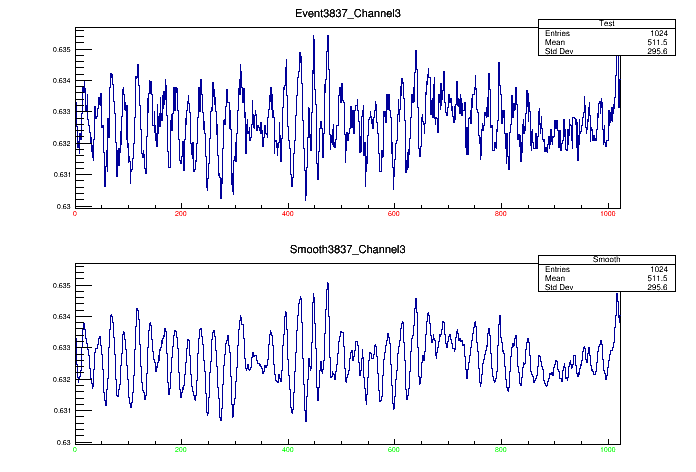 Event3837_Channel3
Test
Entries 1024
Mean 511.5
Std Dev 295.6
0.635
0.634
0.633
0.632
0.631
0.63
0 200 400 600 800 1000
Smooth3837_Channel3
Smooth
Entries 1024
Mean 511.5
Std Dev 295.6
0.635
0.634
0.633
0.632
0.631
0.63
0 200 400 600 800 1000